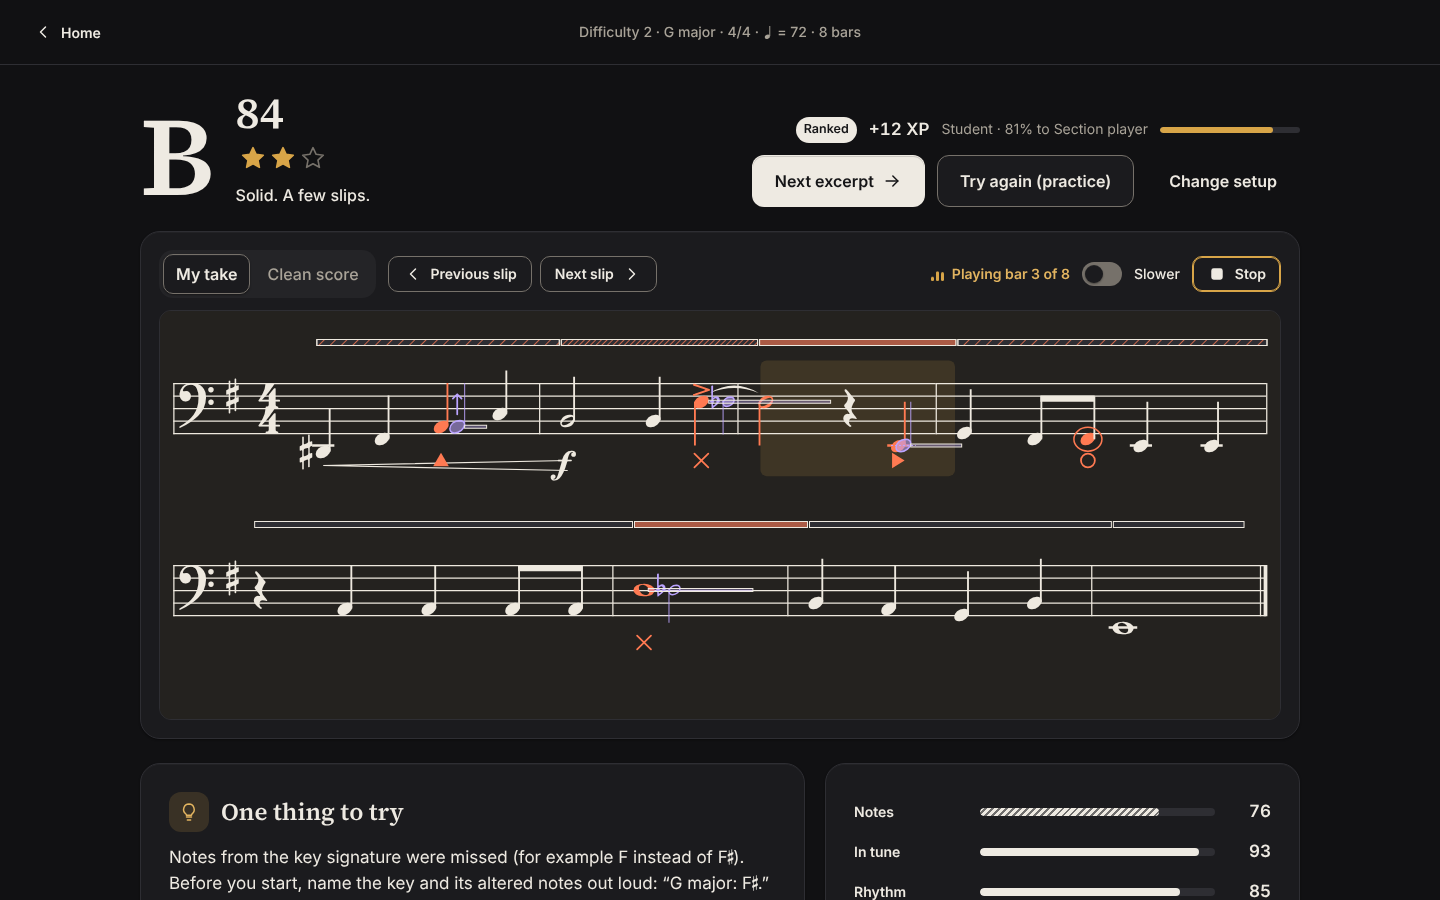 Home
Difficulty 2 · G major · 4/4 · ♩ = 72 · 8 bars
B
84
Solid. A few slips.
Ranked +12 XP Student · 81% to Section player
Next excerpt
Try again (practice)
Change setup
My take
Clean score
Previous slip
Next slip
Playing bar 3 of 8
Slower
Stop
4
4
f
One thing to try
Notes from the key signature were missed (for example F instead of F♯).
Before you start, name the key and its altered notes out loud: “G major: F♯.”
Notes 76
In tune 93
Rhythm 85